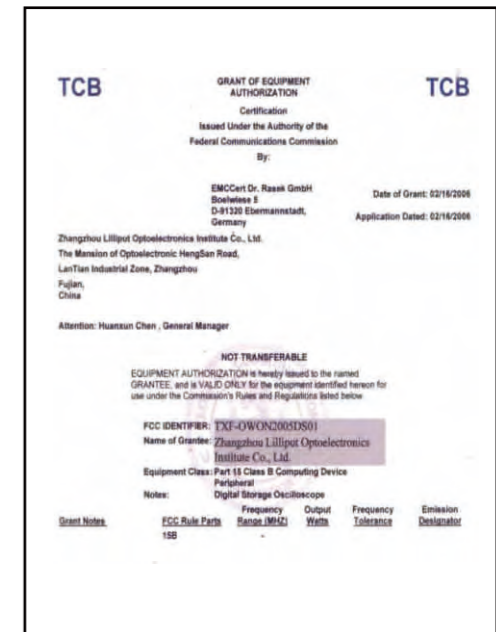 TCB
GRANT OF EQUIPMENT
AUTHORIZATION
TCB
Certification
Issued Under the Authority of the
Federal Communications Commission
By:
EMCCert Dr. Rasek GmbH
Boelwiese 5
D-91320 Ebermannstadt,
Germany
Date of Grant: 02/16/2006
Application Dated: 02/16/2006
Zhangzhou Lilliput Optoelectronics Institute Co., Ltd.
The Mansion of Optoelectronic HengSan Road,
LanTian Industrial Zone, Zhangzhou
Fujian,
China
Attention: Huanxun Chen , General Manager
NOT TRANSFERABLE
EQUIPMENT AUTHORIZATION is hereby issued to the named
GRANTEE, and is VALID ONLY for the equipment identified hereon for
use under the Commission's Rules and Regulations listed below.
FCC IDENTIFIER: TXF-OWON2005DS01
Name of Grantee: Zhangzhou Lilliput Optoelectronics
Institute Co., Ltd.
Equipment Class: Part 15 Class B Computing Device
Peripheral
Notes: Digital Storage Oscilloscope
Grant Notes FCC Rule Parts Frequency Range (MHZ) Output Watts Frequency Tolerance Emission Designator
15B -